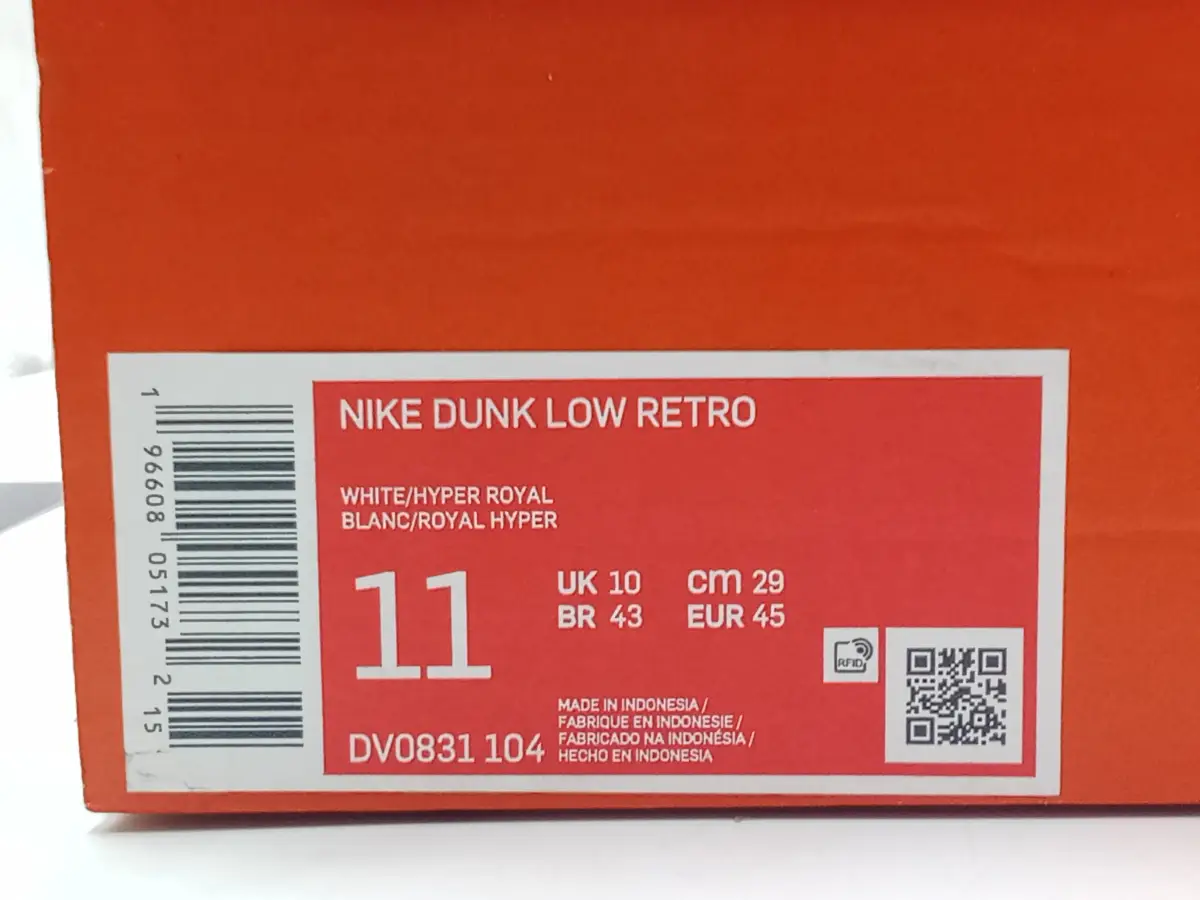 NIKE DUNK LOW RETRO
WHITE/HYPER ROYAL
BLANC/ROYAL HYPER
11
UK 10 cm 29
BR 43 EUR 45
RFID
MADE IN INDONESIA /
FABRIQUE EN INDONESIE /
FABRICADO NA INDONÉSIA /
HECHO EN INDONESIA
DV0831 104
1 96608 05173 2 15